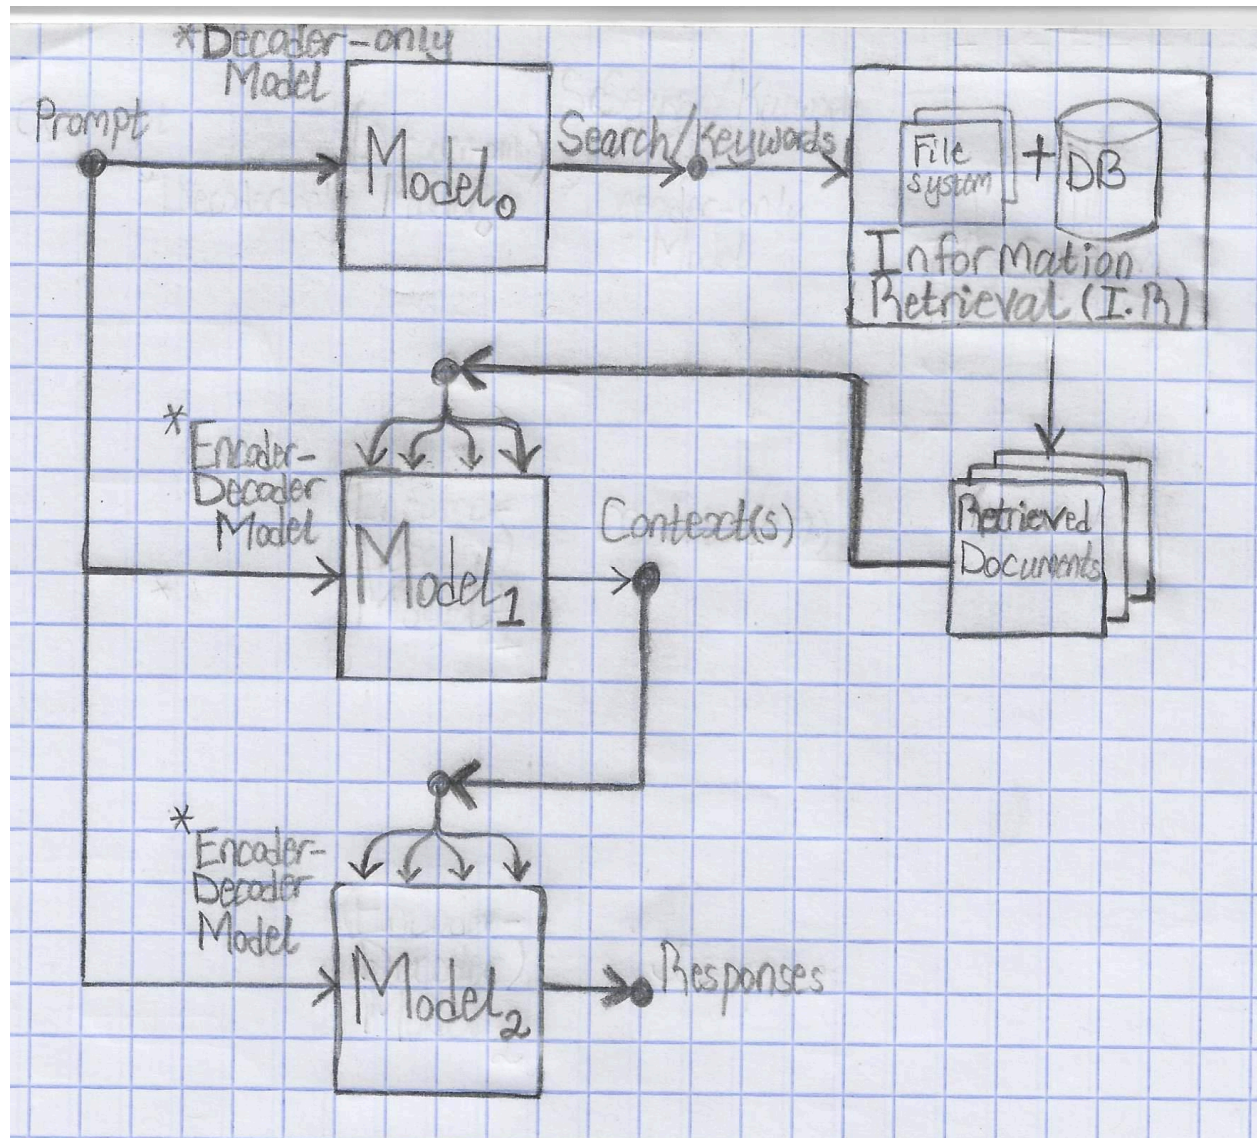 *Decoder-only
Model
Prompt
Model₀
Search/Keywords
File
system
+
DB
Information
Retrieval (I.R)
*
Encoder-
Decoder
Model
Model₁
Context(s)
Retrieved
Documents
*
Encoder-
Decoder
Model
Model₂
Responses